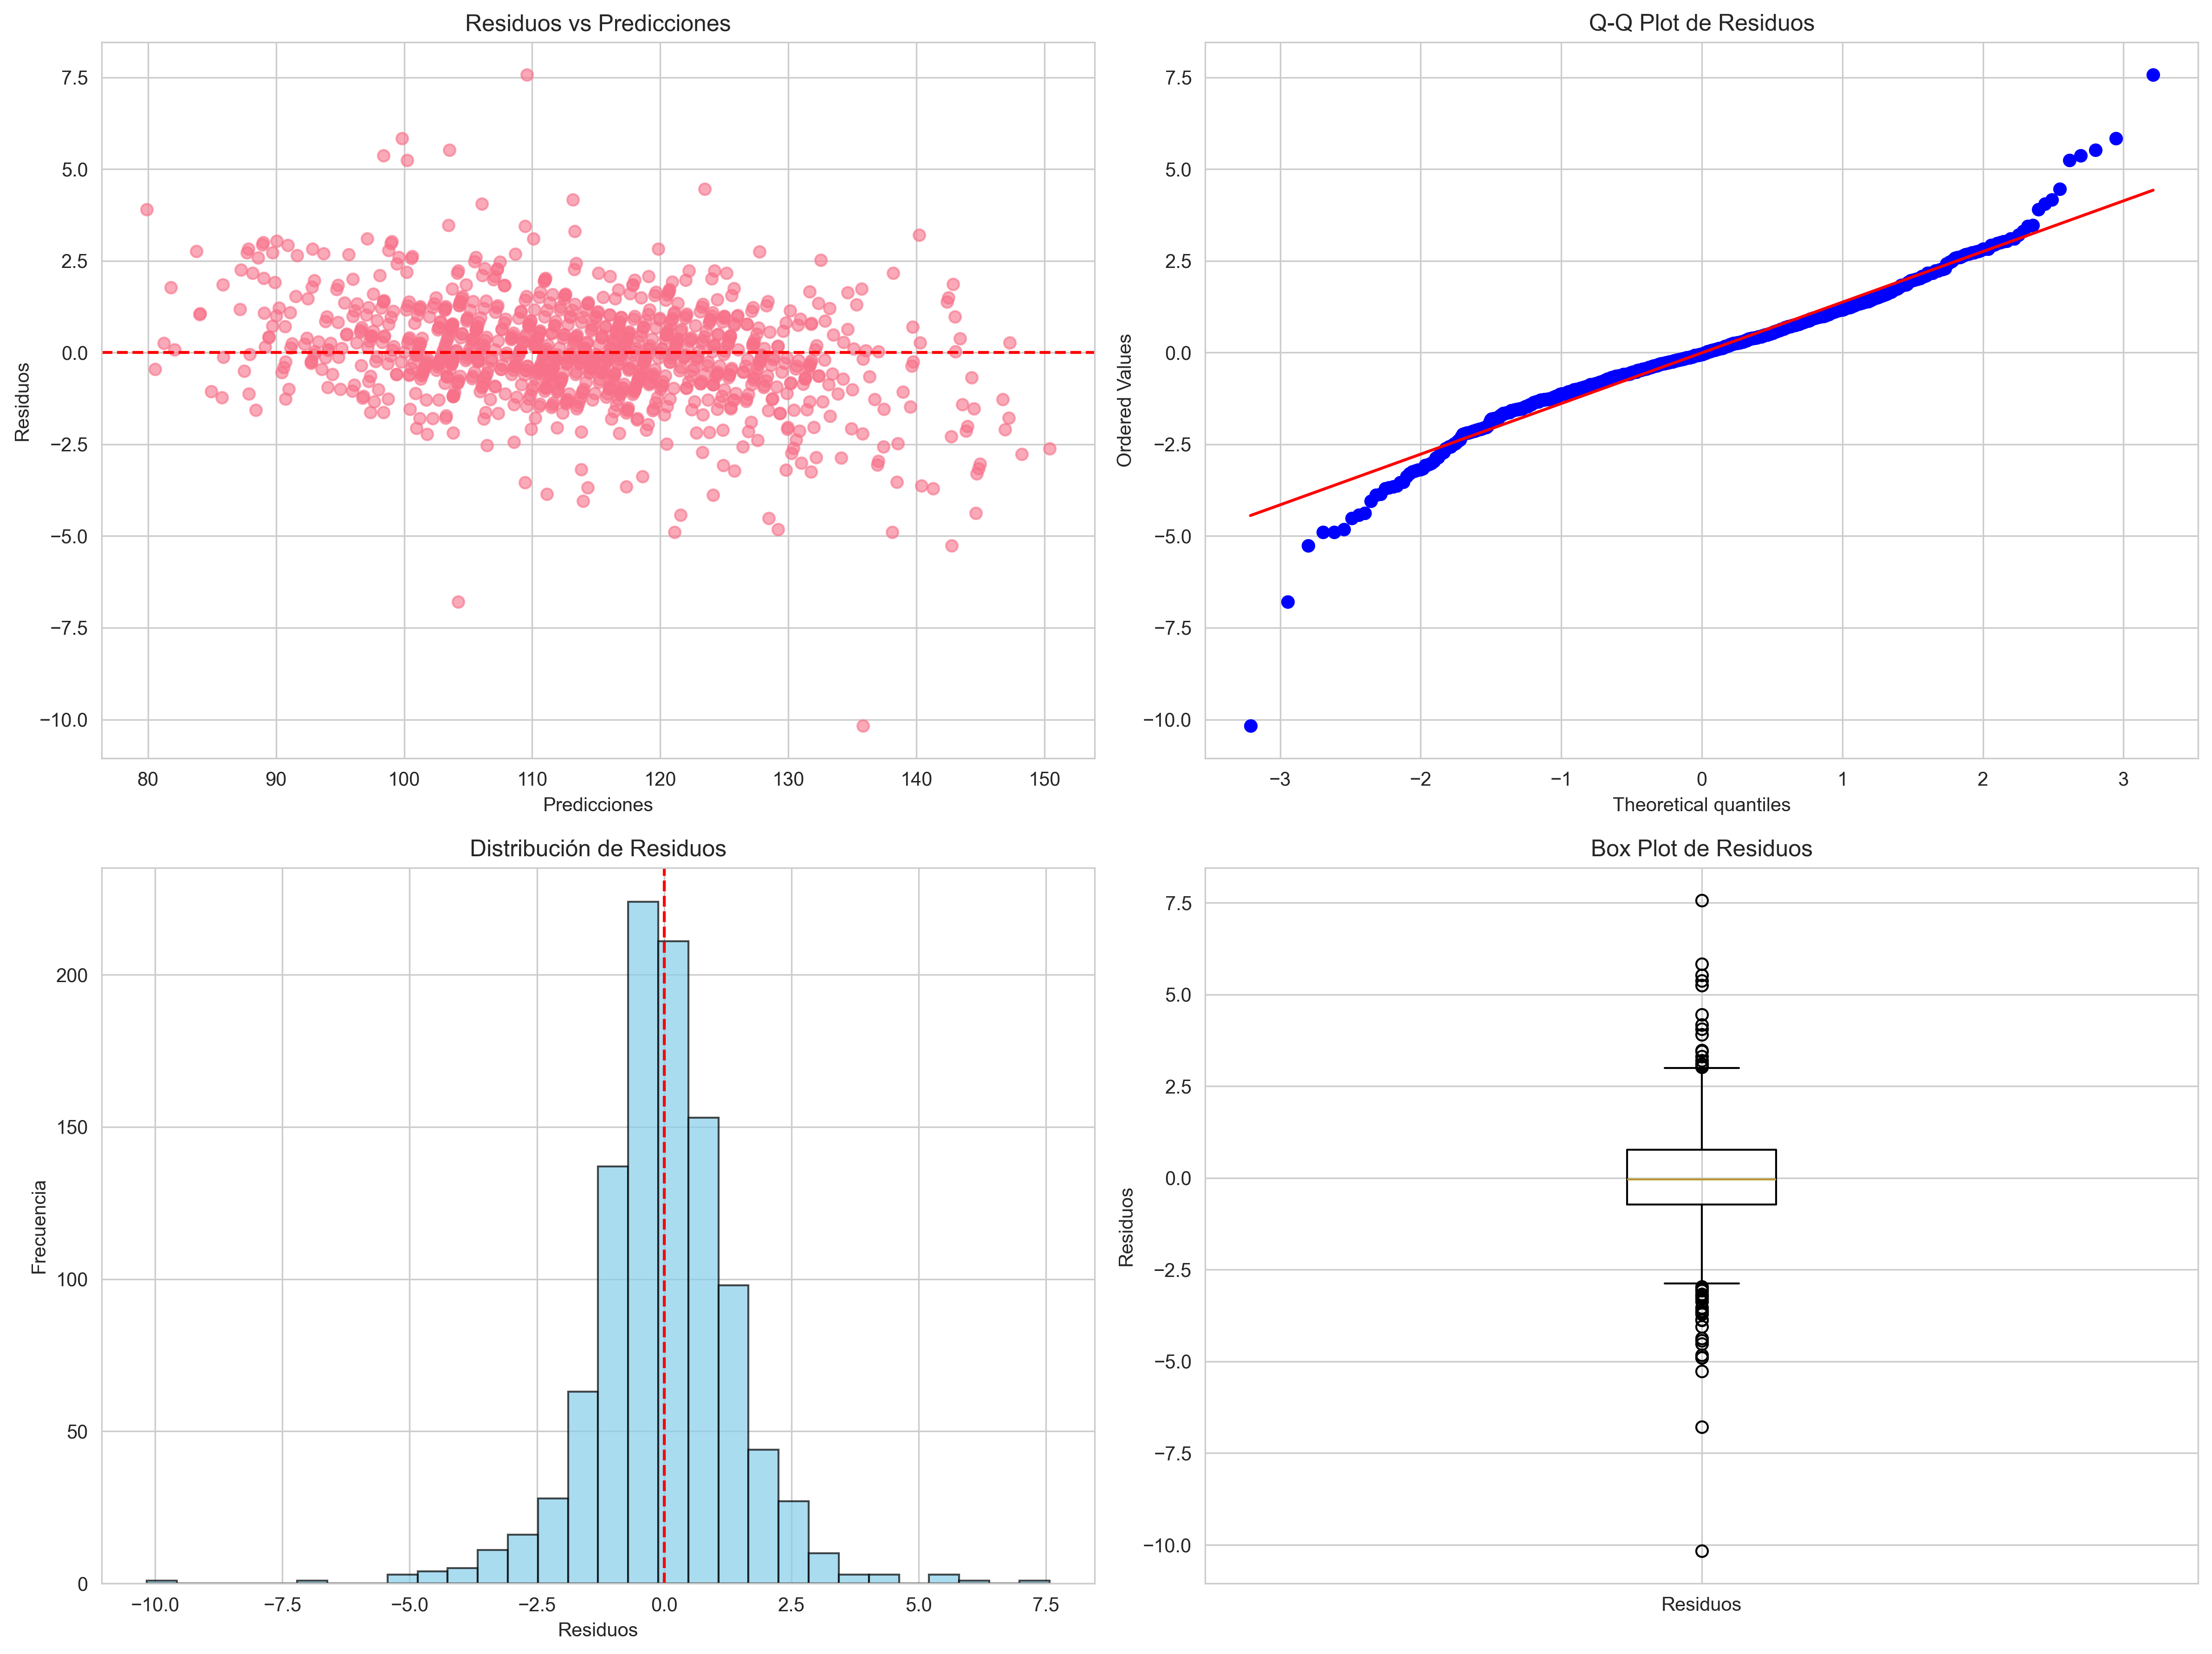 Residuos vs Predicciones
7.5
5.0
2.5
0.0
−2.5
−5.0
−7.5
−10.0
Residuos
80 90 100 110 120 130 140 150
Predicciones
Q-Q Plot de Residuos
7.5
5.0
2.5
0.0
−2.5
−5.0
−7.5
−10.0
Ordered Values
−3 −2 −1 0 1 2 3
Theoretical quantiles
Distribución de Residuos
200
150
100
50
0
Frecuencia
−10.0 −7.5 −5.0 −2.5 0.0 2.5 5.0 7.5
Residuos
Box Plot de Residuos
7.5
5.0
2.5
0.0
−2.5
−5.0
−7.5
−10.0
Residuos
Residuos